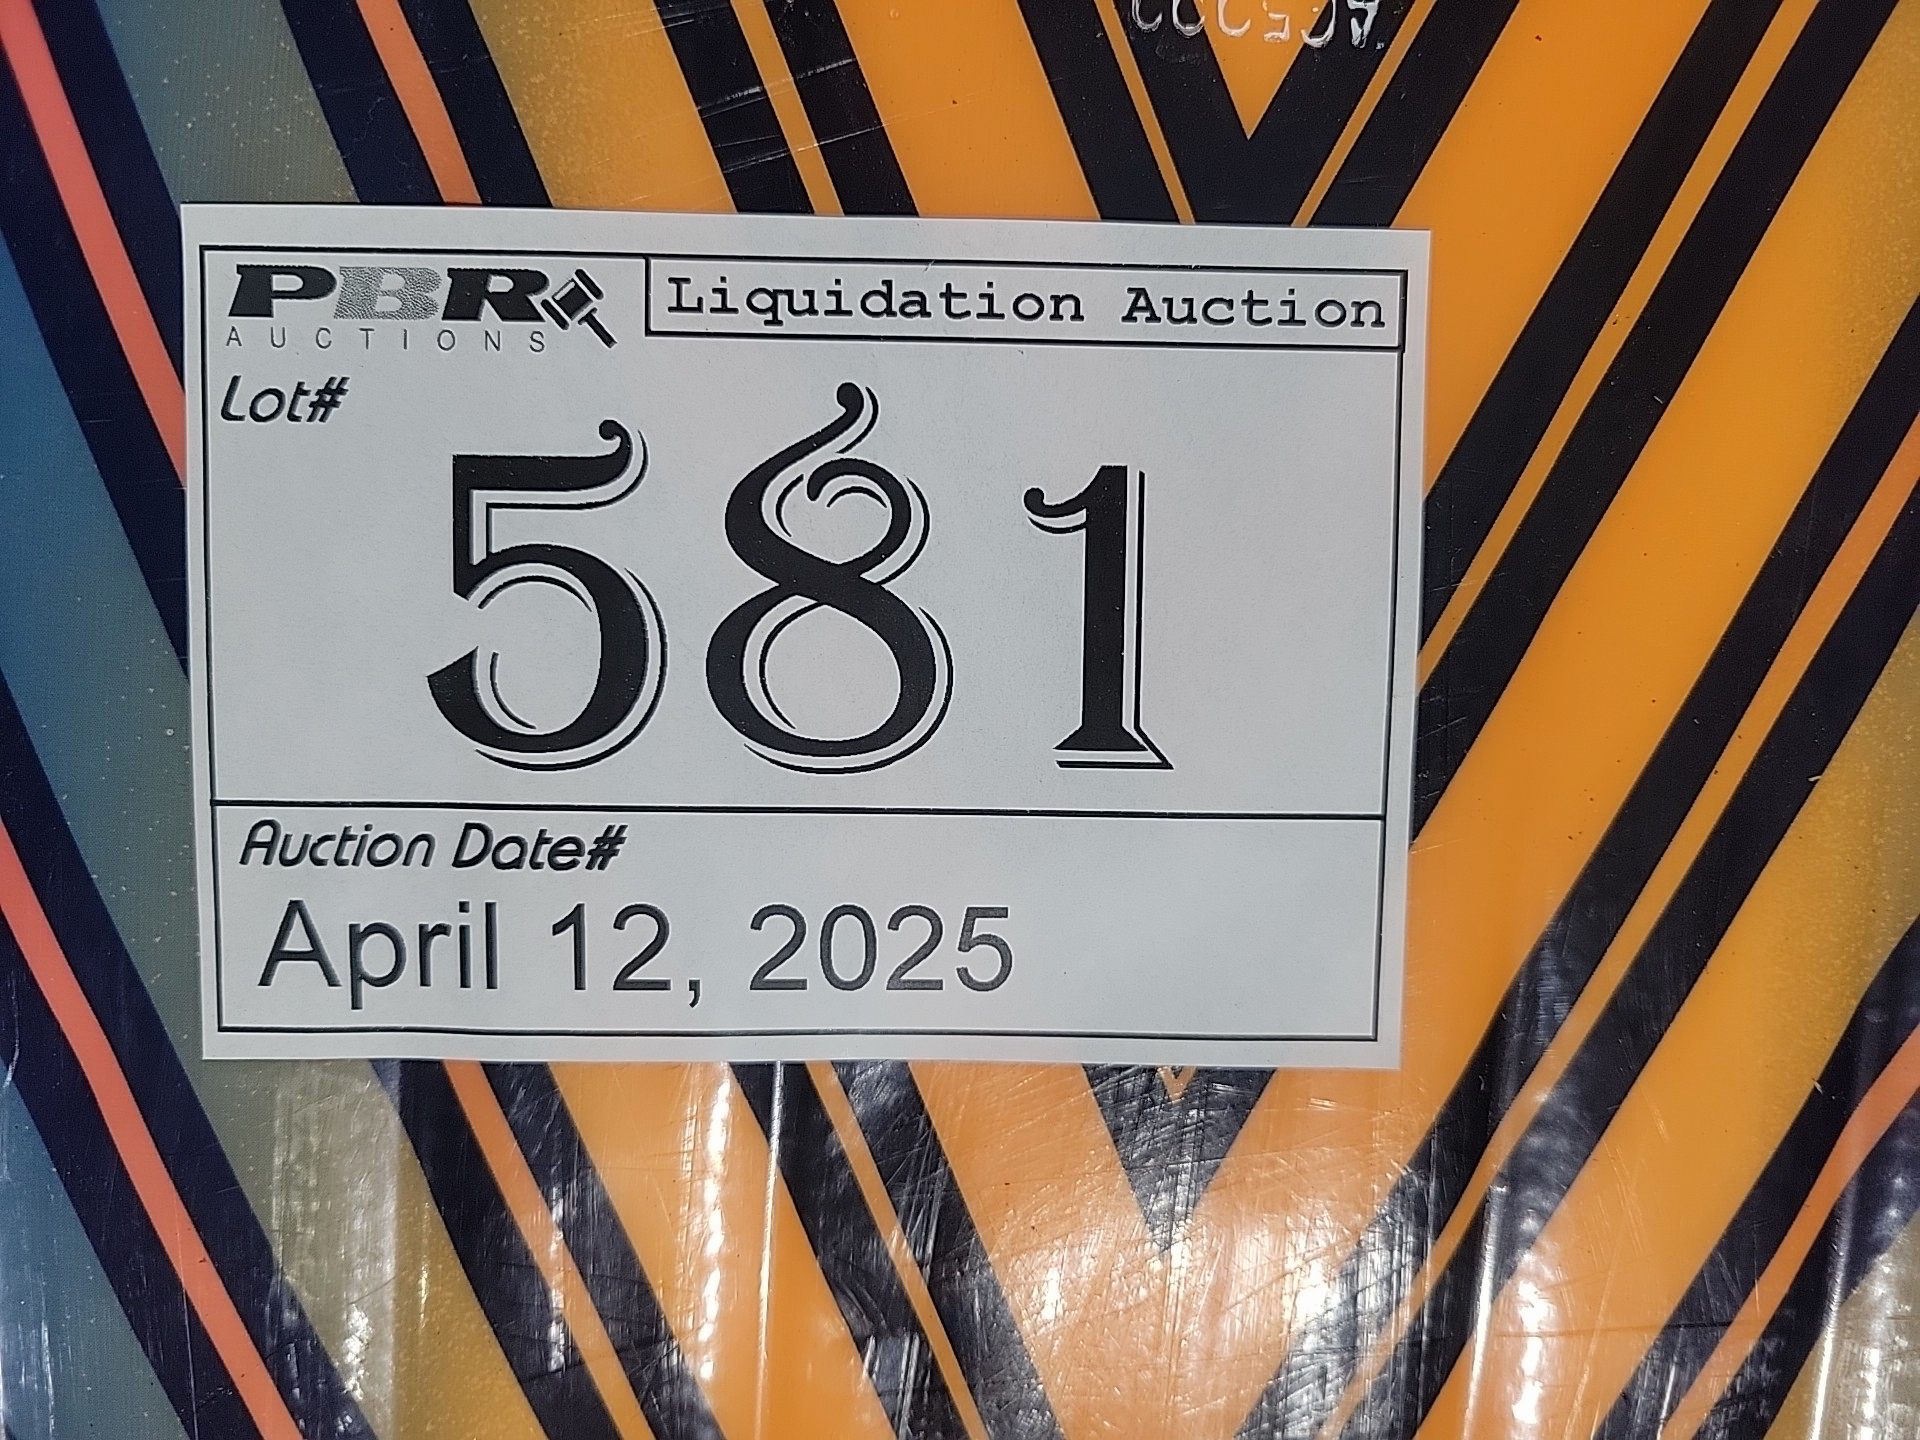 PBR
AUCTIONS
Liquidation Auction
Lot#
581
Auction Date#
April 12, 2025